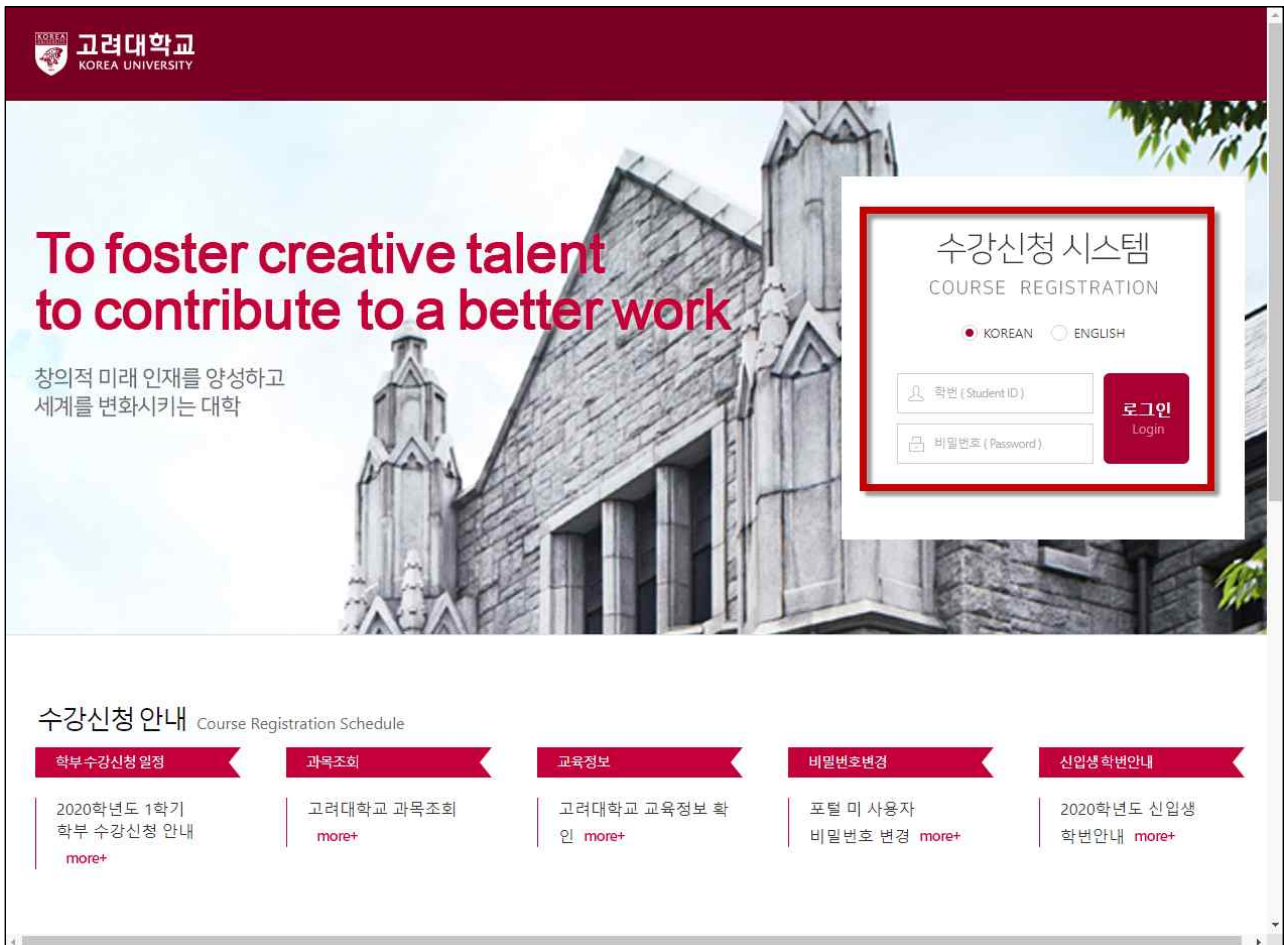 KOREA
고려대학교
KOREA UNIVERSITY
To foster creative talent
to contribute to a better work
창의적 미래 인재를 양성하고
세계를 변화시키는 대학
수강신청 시스템
COURSE REGISTRATION
KOREAN ENGLISH
학번 ( Student ID )
비밀번호 ( Password )
로그인
Login
수강신청 안내 Course Registration Schedule
학부 수강신청 일정
2020학년도 1학기
학부 수강신청 안내
more+
과목조회
고려대학교 과목조회
more+
교육정보
고려대학교 교육정보 확
인 more+
비밀번호변경
포털 미 사용자
비밀번호 변경 more+
신입생 학번안내
2020학년도 신입생
학번안내 more+